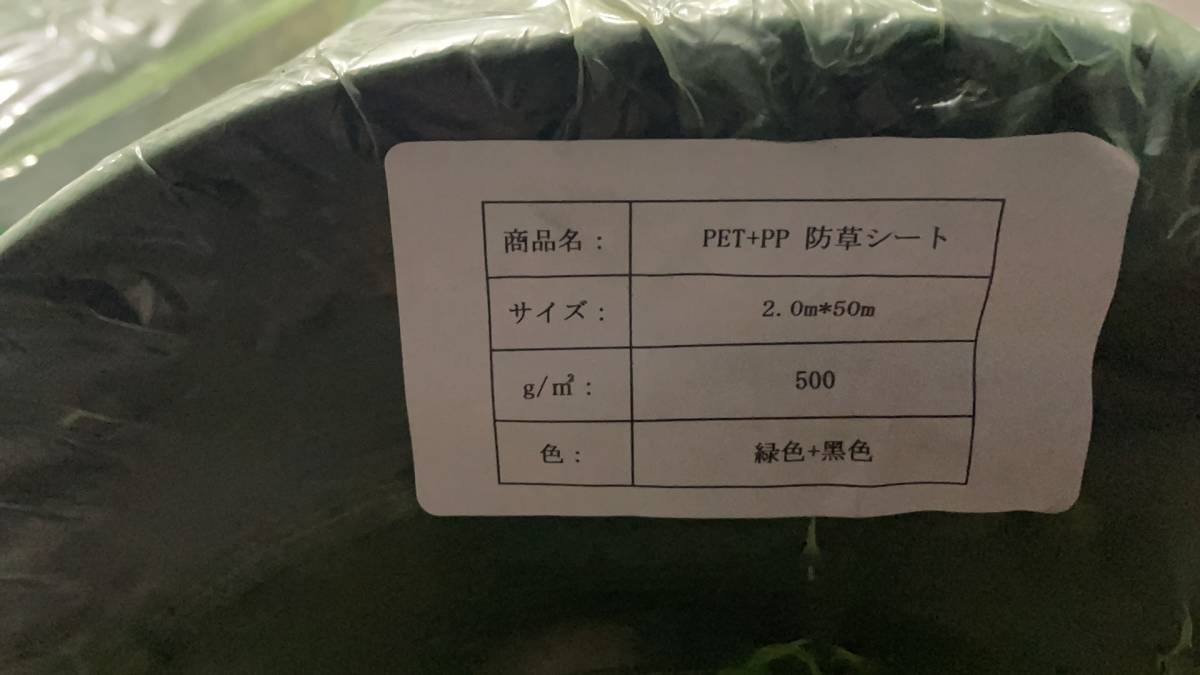 商品名： PET+PP 防草シート
サイズ： 2.0m*50m
g/㎡： 500
色： 緑色+黒色